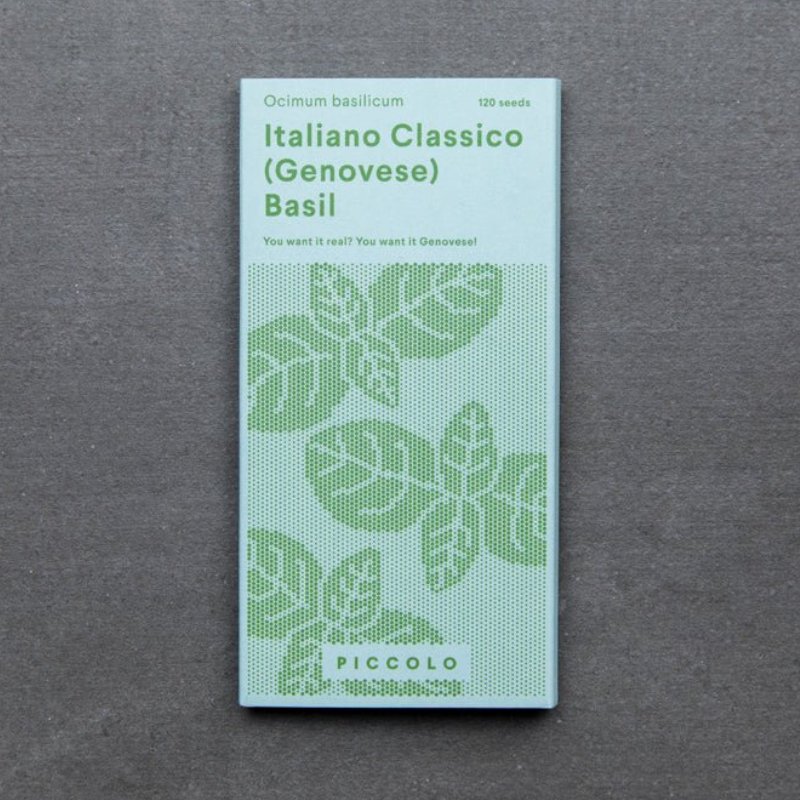 Ocimum basilicum
120 seeds
Italiano Classico
(Genovese)
Basil
You want it real? You want it Genovese!
PICCOLO